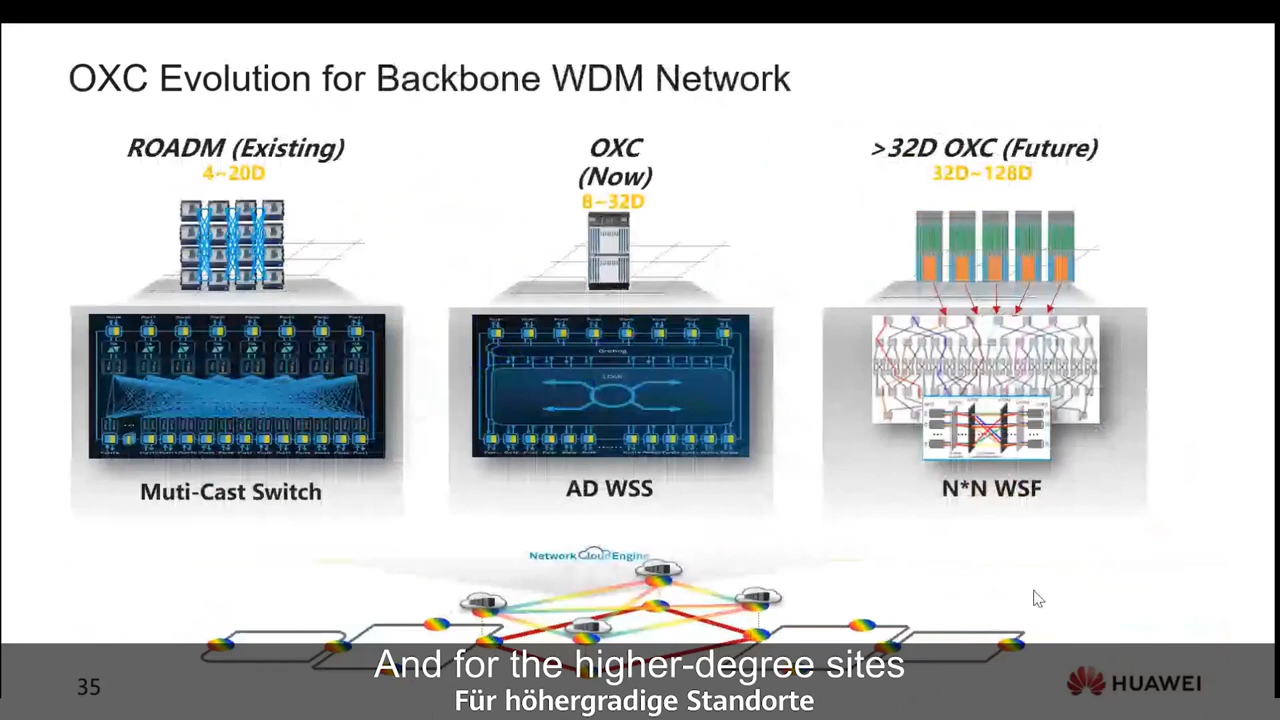 OXC Evolution for Backbone WDM Network
ROADM (Existing)
4~20D
OXC
(Now)
8~32D
>32D OXC (Future)
32D~128D
Grating
LCoS
Muti-Cast Switch
AD WSS
N*N WSF
Network Cloud Engine
And for the higher-degree sites
Für höhergradige Standorte
35
HUAWEI